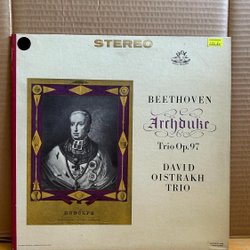 STEREO
BEETHOVEN
Archduke
Trio Op. 97
DAVID
OISTRAKH
TRIO
RUDOLPH